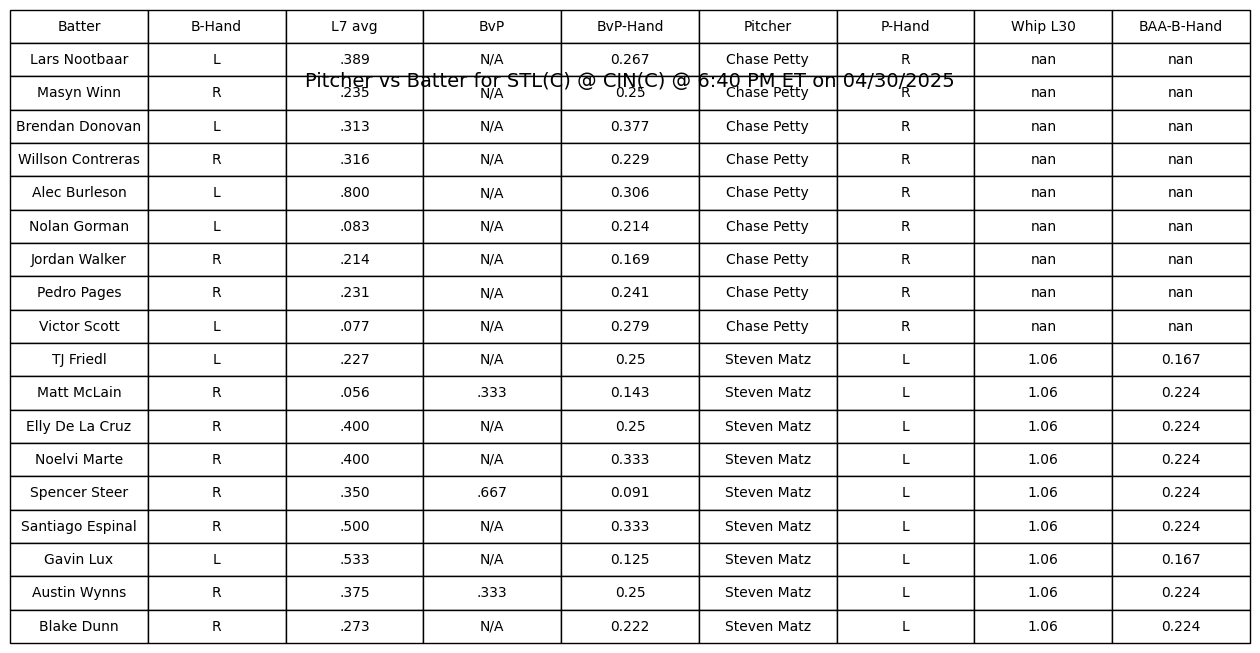 Batter B-Hand L7 avg BvP BvP-Hand Pitcher P-Hand Whip L30 BAA-B-Hand
Lars Nootbaar L .389 N/A 0.267 Chase Petty R nan nan
Pitcher vs Batter for STL(C) @ CIN(C) @ 6:40 PM ET on 04/30/2025
Masyn Winn R .235 N/A 0.25 Chase Petty R nan nan
Brendan Donovan L .313 N/A 0.377 Chase Petty R nan nan
Willson Contreras R .316 N/A 0.229 Chase Petty R nan nan
Alec Burleson L .800 N/A 0.306 Chase Petty R nan nan
Nolan Gorman L .083 N/A 0.214 Chase Petty R nan nan
Jordan Walker R .214 N/A 0.169 Chase Petty R nan nan
Pedro Pages R .231 N/A 0.241 Chase Petty R nan nan
Victor Scott L .077 N/A 0.279 Chase Petty R nan nan
TJ Friedl L .227 N/A 0.25 Steven Matz L 1.06 0.167
Matt McLain R .056 .333 0.143 Steven Matz L 1.06 0.224
Elly De La Cruz R .400 N/A 0.25 Steven Matz L 1.06 0.224
Noelvi Marte R .400 N/A 0.333 Steven Matz L 1.06 0.224
Spencer Steer R .350 .667 0.091 Steven Matz L 1.06 0.224
Santiago Espinal R .500 N/A 0.333 Steven Matz L 1.06 0.224
Gavin Lux L .533 N/A 0.125 Steven Matz L 1.06 0.167
Austin Wynns R .375 .333 0.25 Steven Matz L 1.06 0.224
Blake Dunn R .273 N/A 0.222 Steven Matz L 1.06 0.224